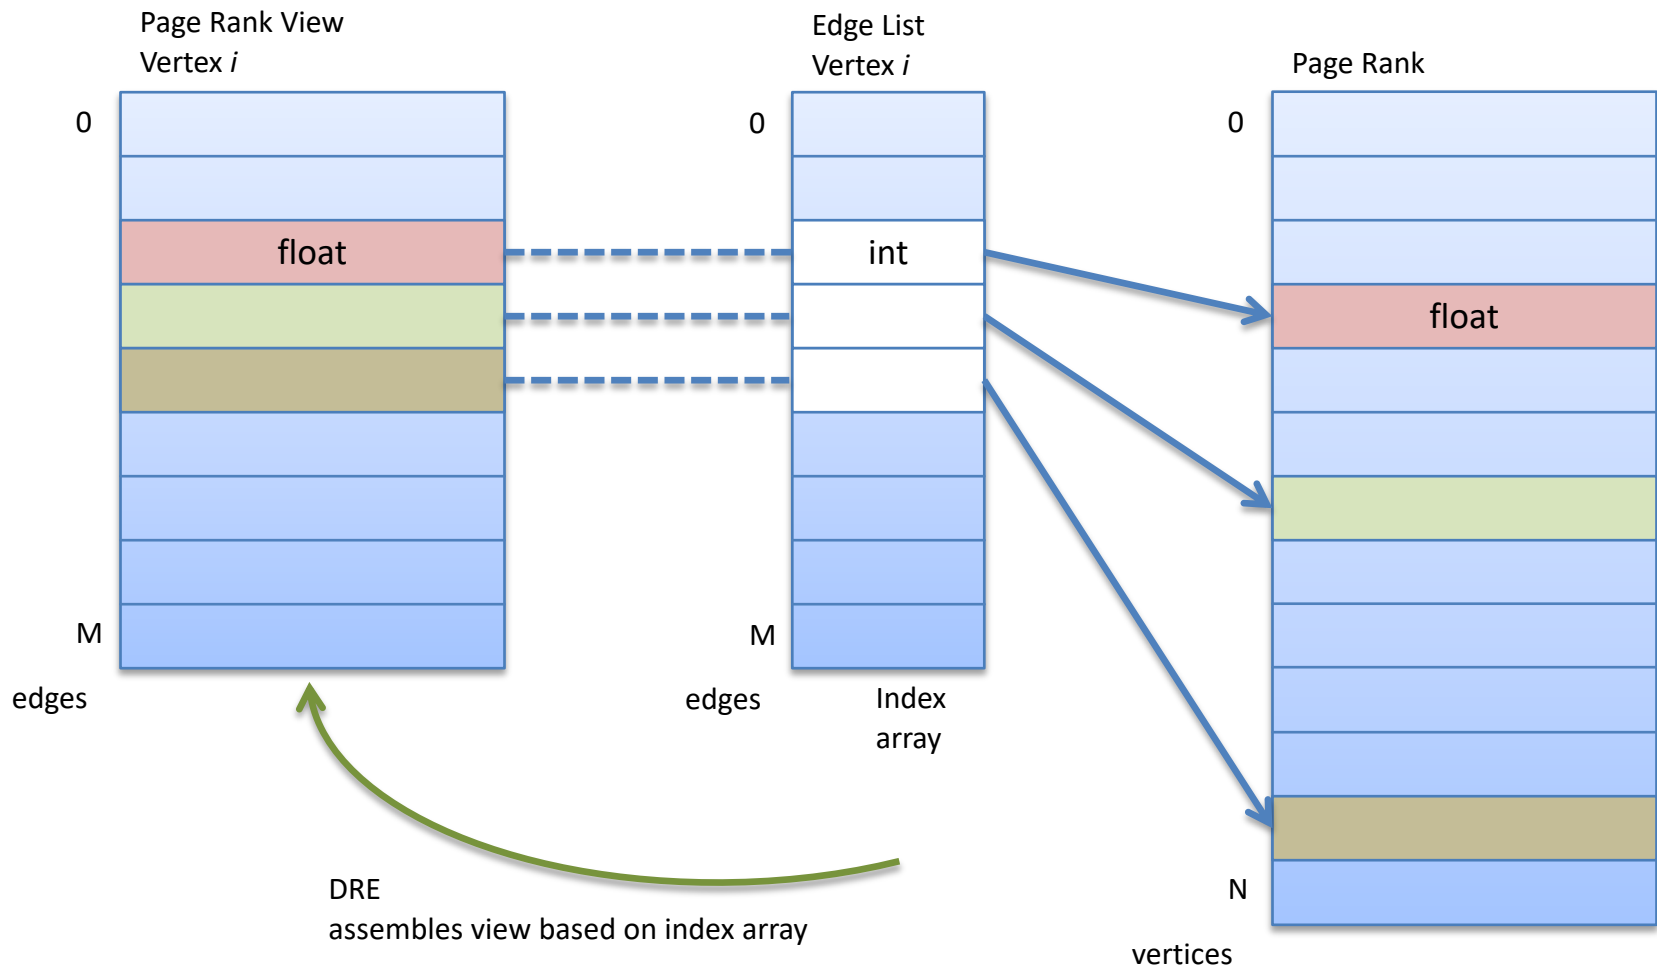 Page Rank View
Vertex i
Edge List
Vertex i
Page Rank
0
0
0
float
int
float
M
M
edges
edges
Index
array
DRE
assembles view based on index array
N
vertices